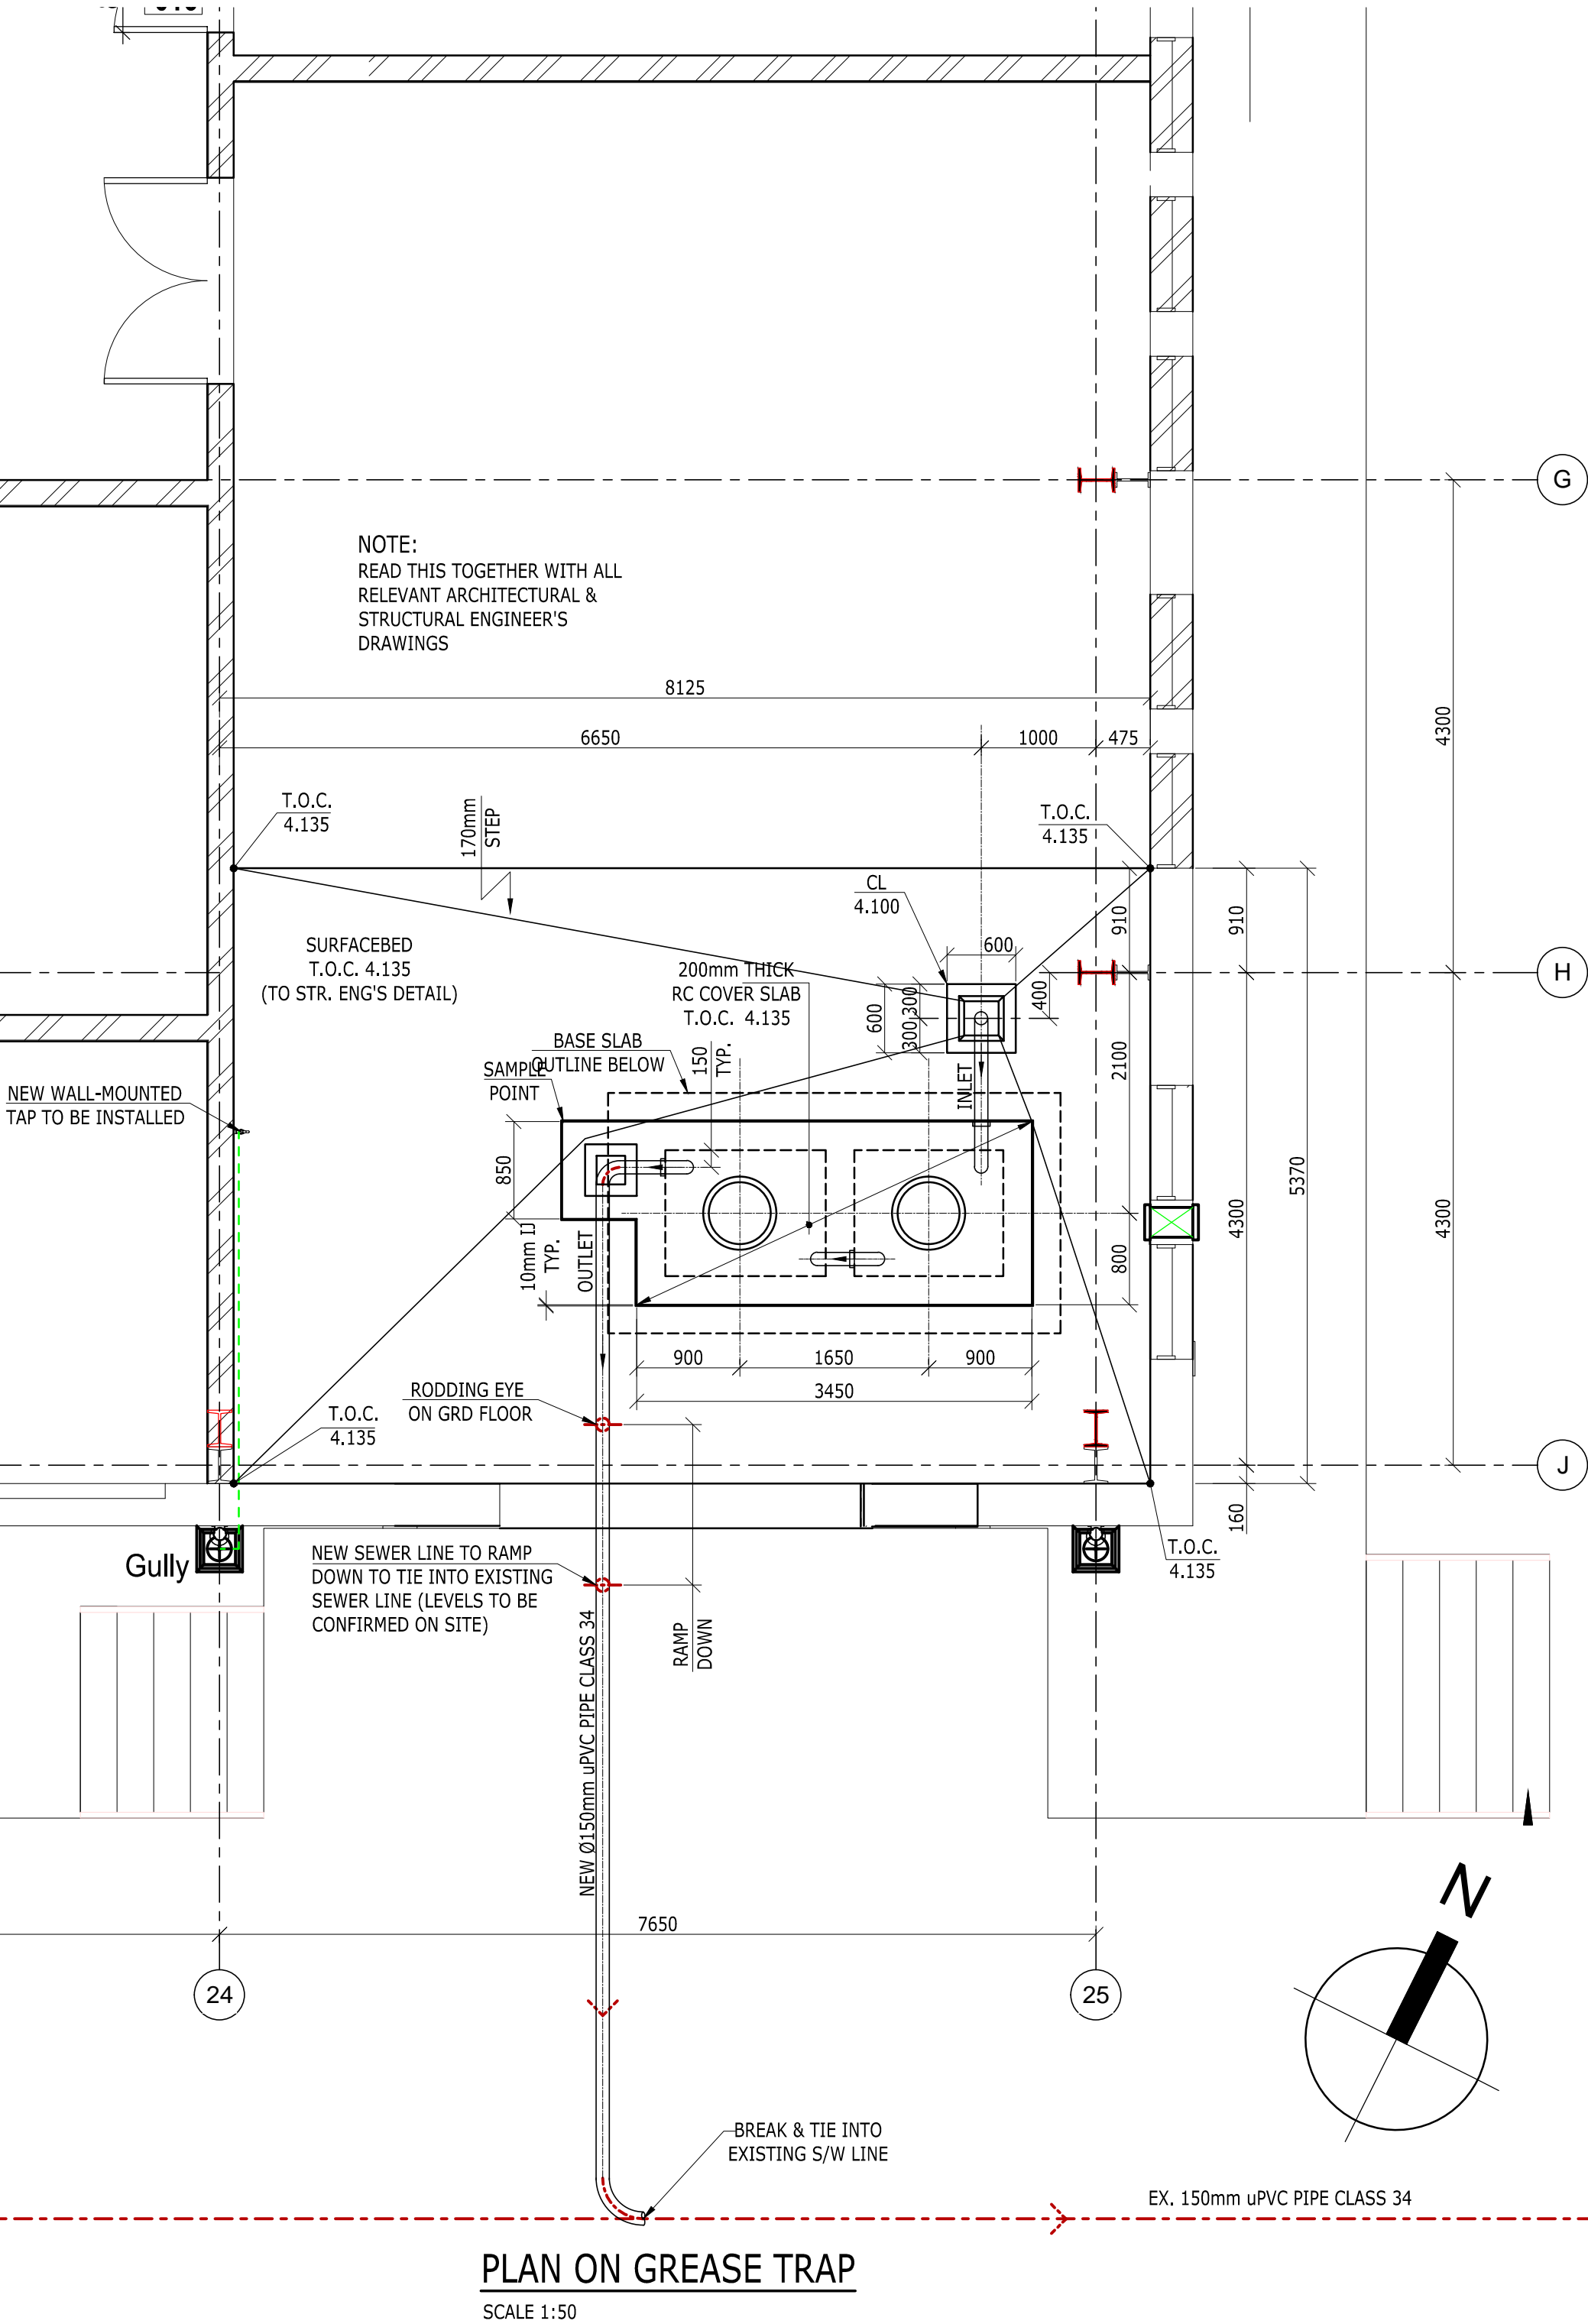 G
NOTE:
READ THIS TOGETHER WITH ALL
RELEVANT ARCHITECTURAL &
STRUCTURAL ENGINEER'S
DRAWINGS
8125
4300
6650
1000
475
T.O.C.
4.135
170mm
STEP
T.O.C.
4.135
CL
4.100
910
910
600
SURFACEBED
T.O.C. 4.135
(TO STR. ENG'S DETAIL)
200mm THICK
RC COVER SLAB
T.O.C. 4.135
H
400
600
300
300
BASE SLAB
OUTLINE BELOW
150
TYP.
SAMPLE
POINT
INLET
2100
NEW WALL-MOUNTED
TAP TO BE INSTALLED
850
5370
4300
4300
10mm IJ
TYP.
OUTLET
800
900
1650
900
3450
RODDING EYE
ON GRD FLOOR
T.O.C.
4.135
J
160
Gully
NEW SEWER LINE TO RAMP
DOWN TO TIE INTO EXISTING
SEWER LINE (LEVELS TO BE
CONFIRMED ON SITE)
T.O.C.
4.135
RAMP
DOWN
NEW Ø150mm uPVC PIPE CLASS 34
N
7650
24
25
BREAK & TIE INTO
EXISTING S/W LINE
EX. 150mm uPVC PIPE CLASS 34
PLAN ON GREASE TRAP
SCALE 1:50